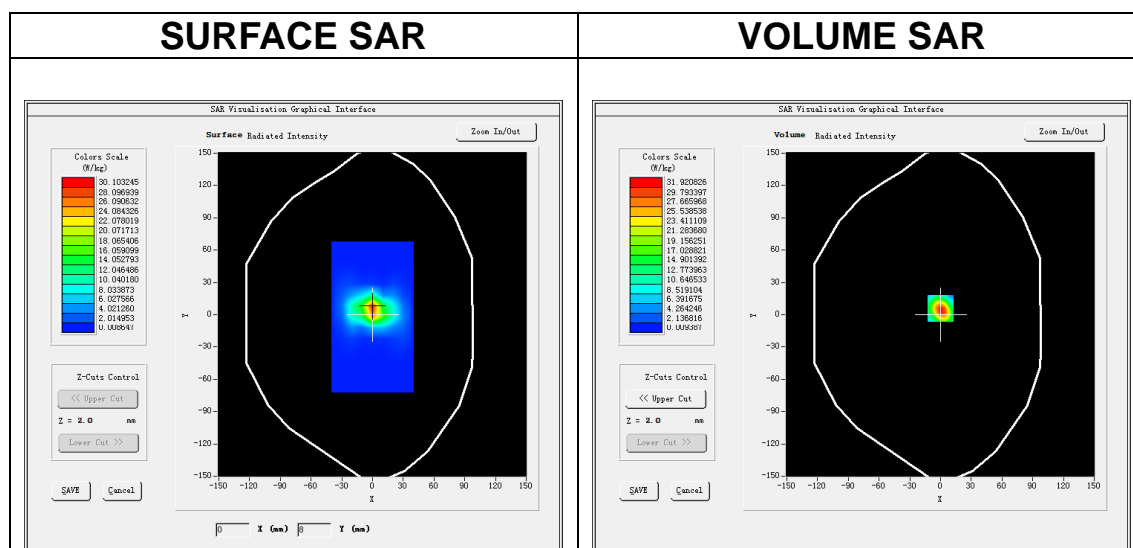 SURFACE SAR
VOLUME SAR
SAR Visualisation Graphical Interface
Surface Radiated Intensity
Zoom In/Out
Colors Scale
(W/kg)
30.103245
28.096939
26.090632
24.084326
22.078019
20.071713
18.065406
16.059099
14.052793
12.046486
10.040180
8.033873
6.027566
4.021260
2.014953
0.008647
Z-Cuts Control
<< Upper Cut
Z = 2.0 mm
Lower Cut >>
SAVE Cancel
150
120
90
60
30
0
-30
-60
-90
-120
-150
Y
-150 -120 -90 -60 -30 0 30 60 90 120 150
X
0 X (mm) 8 Y (mm)
SAR Visualisation Graphical Interface
Volume Radiated Intensity
Zoom In/Out
Colors Scale
(W/kg)
31.920826
29.793397
27.665968
25.538538
23.411109
21.283680
19.156251
17.028821
14.901392
12.773963
10.646533
8.519104
6.391675
4.264246
2.136816
0.009387
Z-Cuts Control
<< Upper Cut
Z = 2.0 mm
Lower Cut >>
SAVE Cancel
150
120
90
60
30
0
-30
-60
-90
-120
-150
Y
-150 -120 -90 -60 -30 0 30 60 90 120 150
X